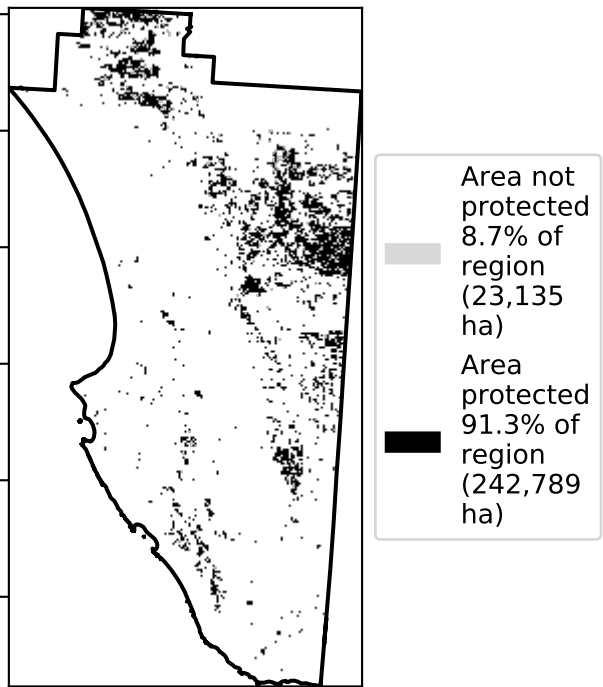 Area not
protected
8.7% of
region
(23,135
ha)
Area
protected
91.3% of
region
(242,789
ha)